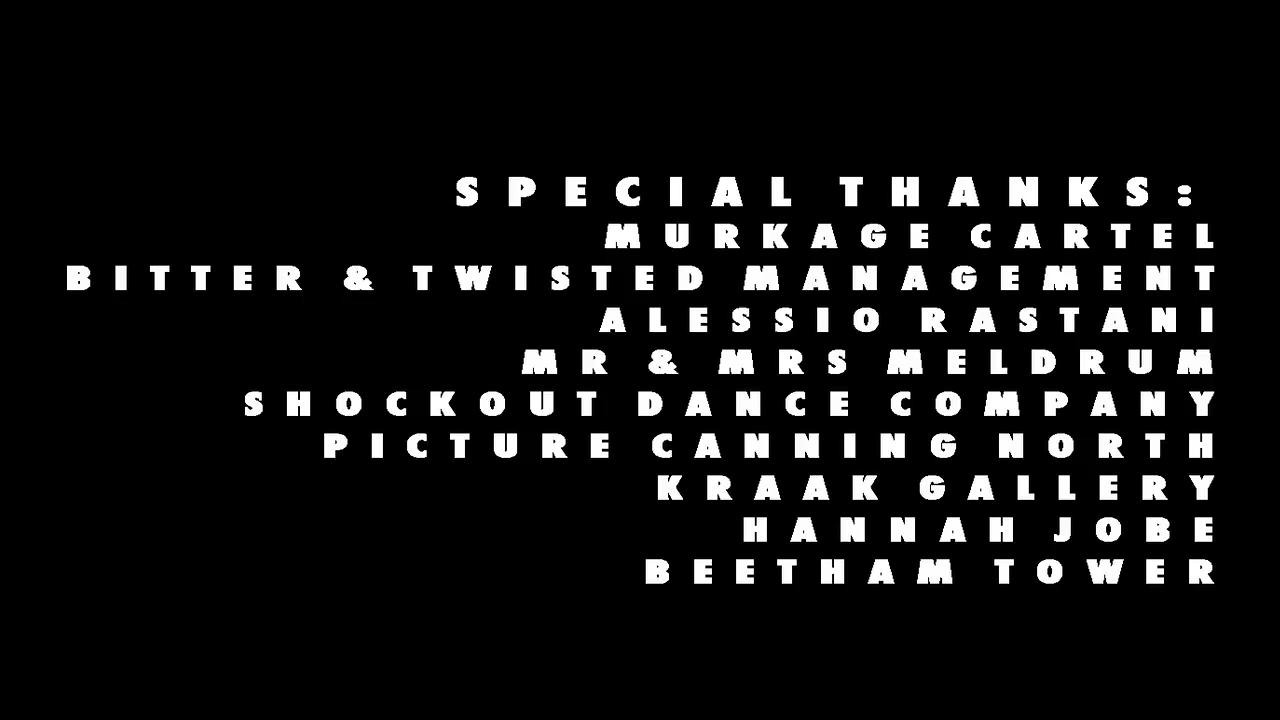 SPECIAL THANKS:
MURKAGE CARTEL
BITTER & TWISTED MANAGEMENT
ALESSIO RASTANI
MR & MRS MELDRUM
SHOCKOUT DANCE COMPANY
PICTURE CANNING NORTH
KRAAK GALLERY
HANNAH JOBE
BEETHAM TOWER